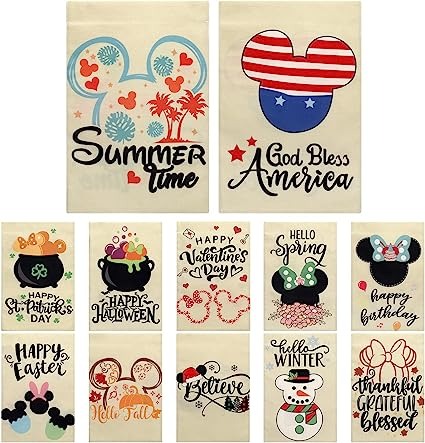 Summer
time
God Bless
America
HAPPY
St. Patrick's
DAY
HAPPY
HALLOWEEN
HAPPY
Valentine's
Day
HELLO
Spring
happy
birthday
HAPPY
Easter
Hello Fall
Believe
hello
WINTER
thankful
GRATEFUL
blessed